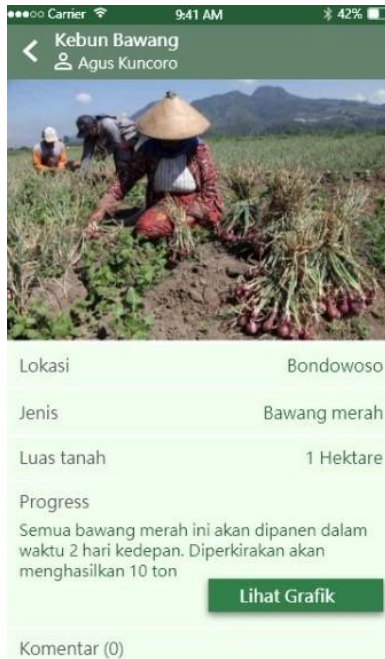 Carrier 9:41 AM 42%
Kebun Bawang
Agus Kuncoro
Lokasi Bondowoso
Jenis Bawang merah
Luas tanah 1 Hektare
Progress
Semua bawang merah ini akan dipanen dalam
waktu 2 hari kedepan. Diperkirakan akan
menghasilkan 10 ton
Lihat Grafik
Komentar (0)